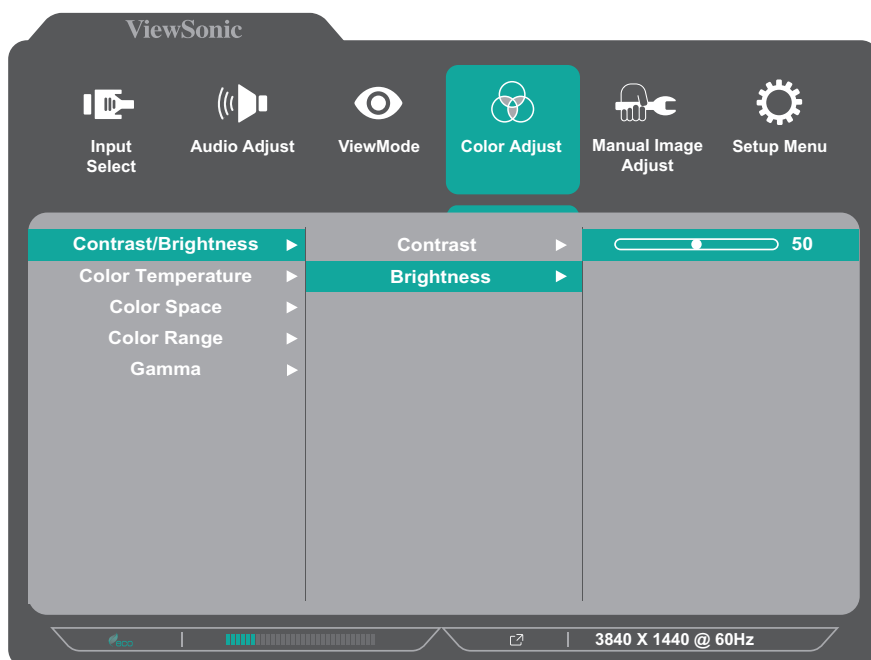 ViewSonic
Input
Select
Audio Adjust
ViewMode
Color Adjust
Manual Image
Adjust
Setup Menu
Contrast/Brightness
Contrast
50
Color Temperature
Brightness
Color Space
Color Range
Gamma
eco
3840 X 1440 @ 60Hz